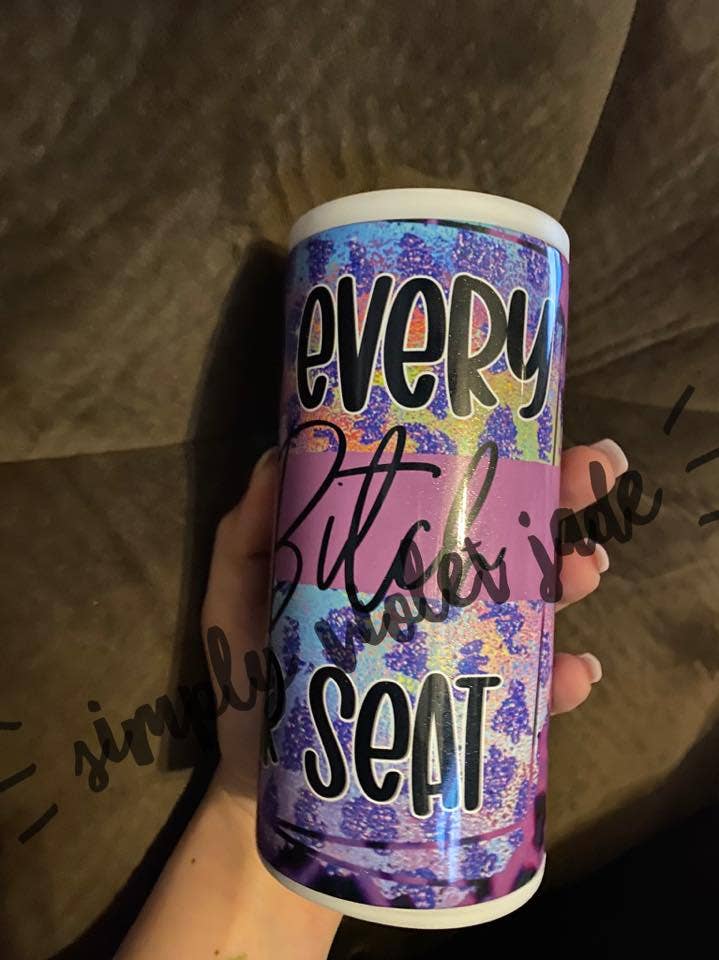 every
Bitch
R SEAT
simply violet jade